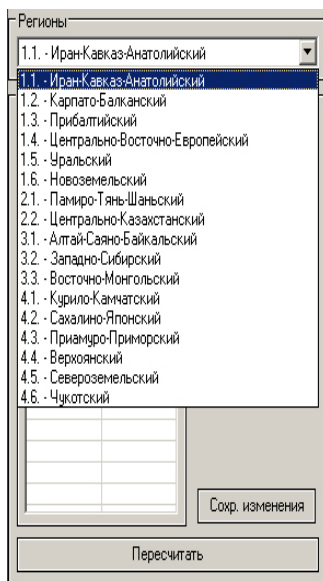 Регионы
1.1. - Иран-Кавказ-Анатолийский
1.1. - Иран-Кавказ-Анатолийский
1.2. - Карпато-Балканский
1.3. - Прибалтийский
1.4. - Центрально-Восточно-Европейский
1.5. - Уральский
1.6. - Новоземельский
2.1. - Памиро-Тянь-Шаньский
2.2. - Центрально-Казахстанский
3.1. - Алтай-Саяно-Байкальский
3.2. - Западно-Сибирский
3.3. - Восточно-Монгольский
4.1. - Курило-Камчатский
4.2. - Сахалино-Японский
4.3. - Приамуро-Приморский
4.4. - Верхоянский
4.5. - Североземельский
4.6. - Чукотский
Сохр. изменения
Пересчитать